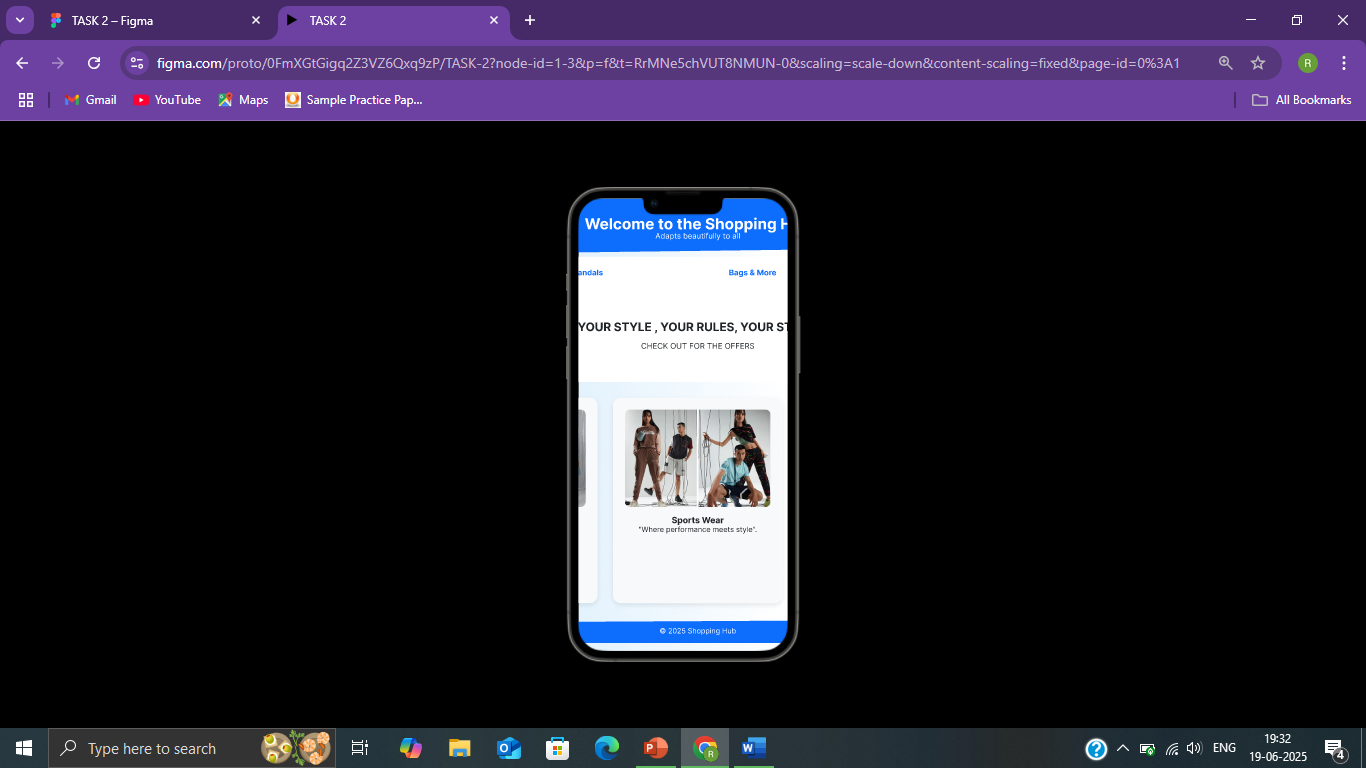 TASK 2 – Figma
TASK 2
figma.com/proto/0FmXGtGigq2Z3VZ6Qxq9zP/TASK-2?node-id=1-3&p=f&t=RrMNe5chVUT8NMUN-0&scaling=scale-down&content-scaling=fixed&page-id=0%3A1
R
Gmail
YouTube
Maps
Sample Practice Pap...
All Bookmarks
Welcome to the Shopping H
Adapts beautifully to all
andals
Bags & More
YOUR STYLE , YOUR RULES, YOUR ST
CHECK OUT FOR THE OFFERS
Sports Wear
"Where performance meets style".
© 2025 Shopping Hub
Type here to search
ENG
19:32
19-06-2025
4